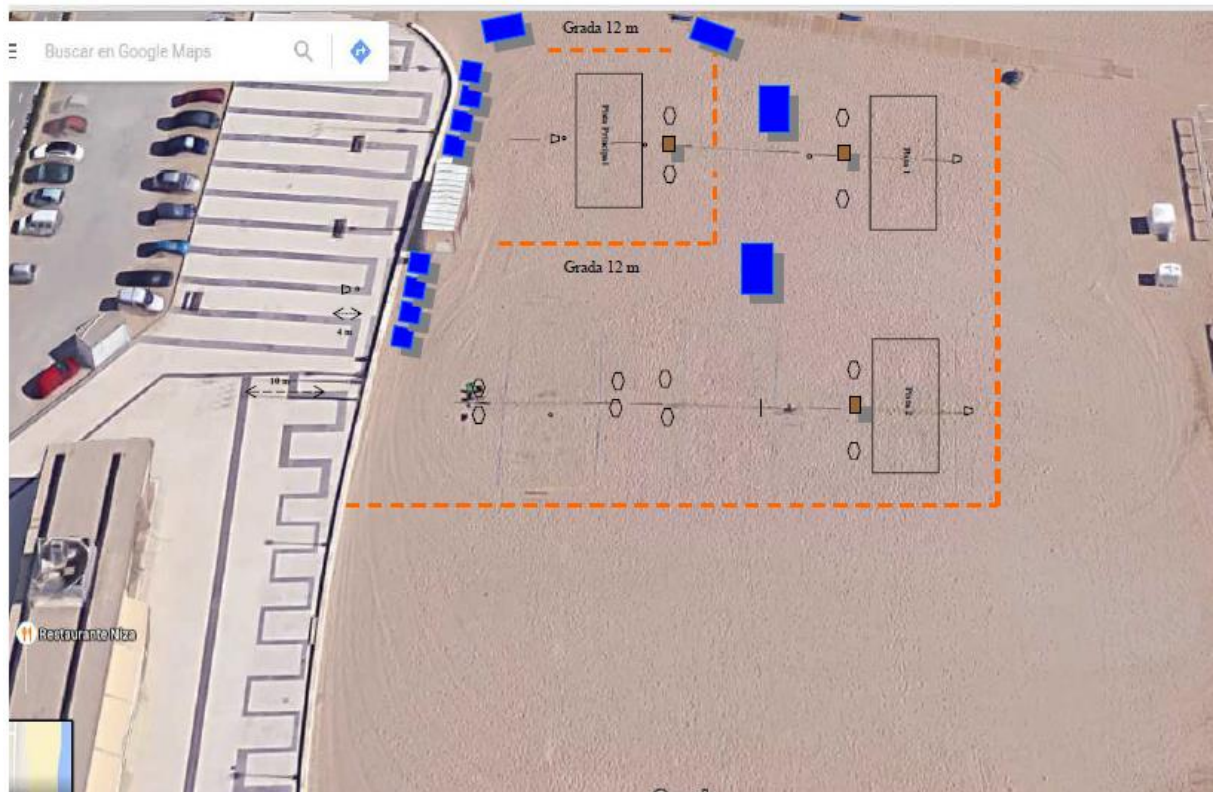 Grada 12 m
Buscar en Google Maps
Pista Principal
Pista 1
Grada 12 m
4 m
10 m
Pista 2
Restaurante Niza